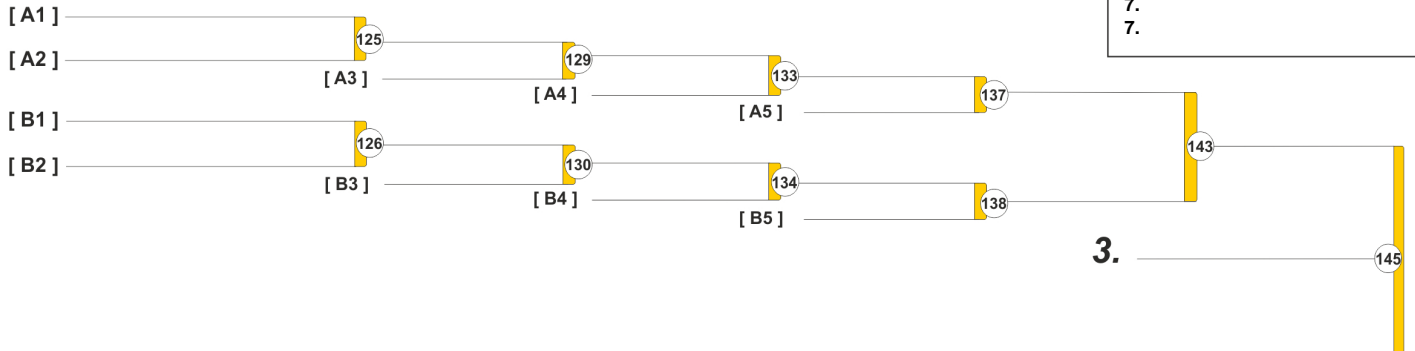 7.
7.
[ A1 ]
125
[ A2 ]
129
[ A3 ]
133
[ A4 ]
137
[ A5 ]
[ B1 ]
126
143
[ B2 ]
130
[ B3 ]
134
[ B4 ]
138
[ B5 ]
3.
145